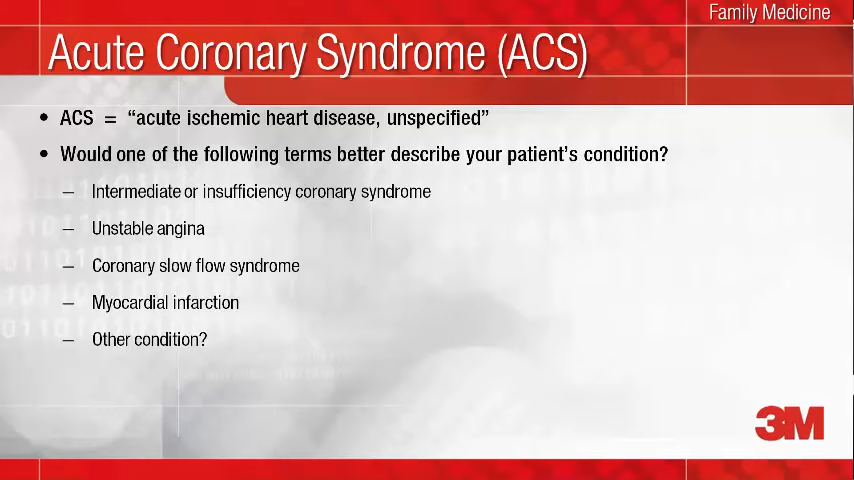 Family Medicine
Acute Coronary Syndrome (ACS)
• ACS = “acute ischemic heart disease, unspecified”
• Would one of the following terms better describe your patient’s condition?
– Intermediate or insufficiency coronary syndrome
– Unstable angina
– Coronary slow flow syndrome
– Myocardial infarction
– Other condition?
3M